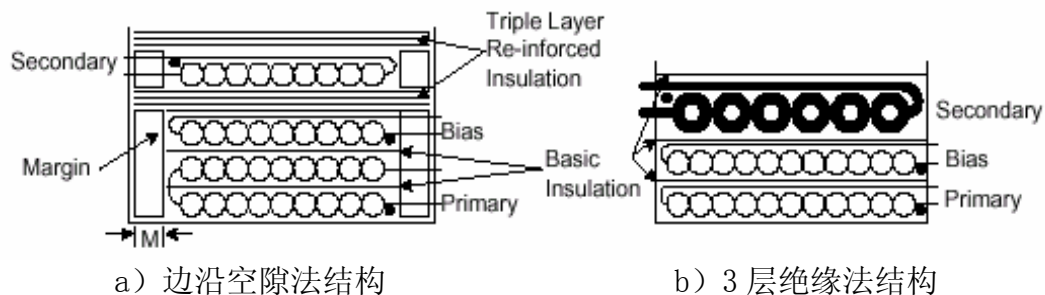 Triple Layer
Re-inforced
Insulation
Secondary
Bias
Margin
Basic
Insulation
Primary
M
Secondary
Bias
Primary
a）边沿空隙法结构
b）3层绝缘法结构